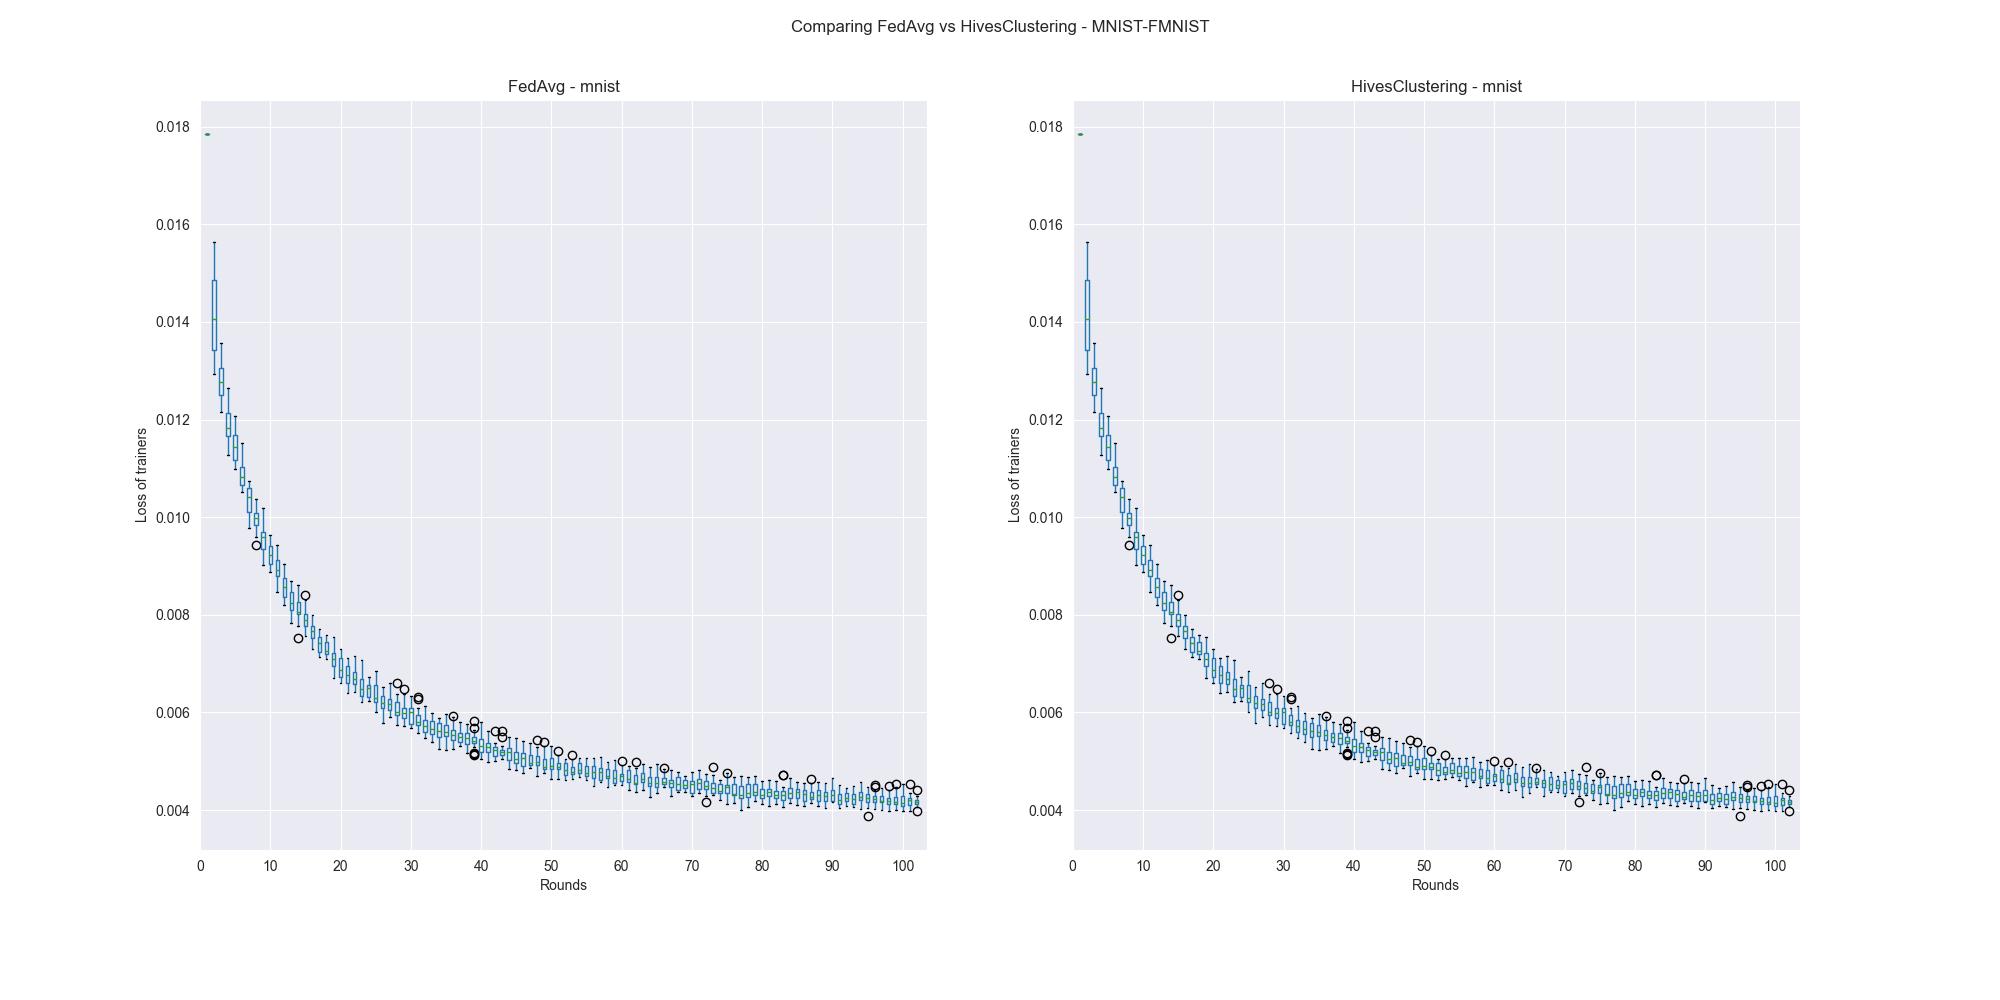 Comparing FedAvg vs HivesClustering - MNIST-FMNIST
FedAvg - mnist
0.018
0.016
0.014
0.012
0.010
0.008
0.006
0.004
Loss of trainers
0 10 20 30 40 50 60 70 80 90 100
Rounds
HivesClustering - mnist
0.018
0.016
0.014
0.012
0.010
0.008
0.006
0.004
Loss of trainers
0 10 20 30 40 50 60 70 80 90 100
Rounds